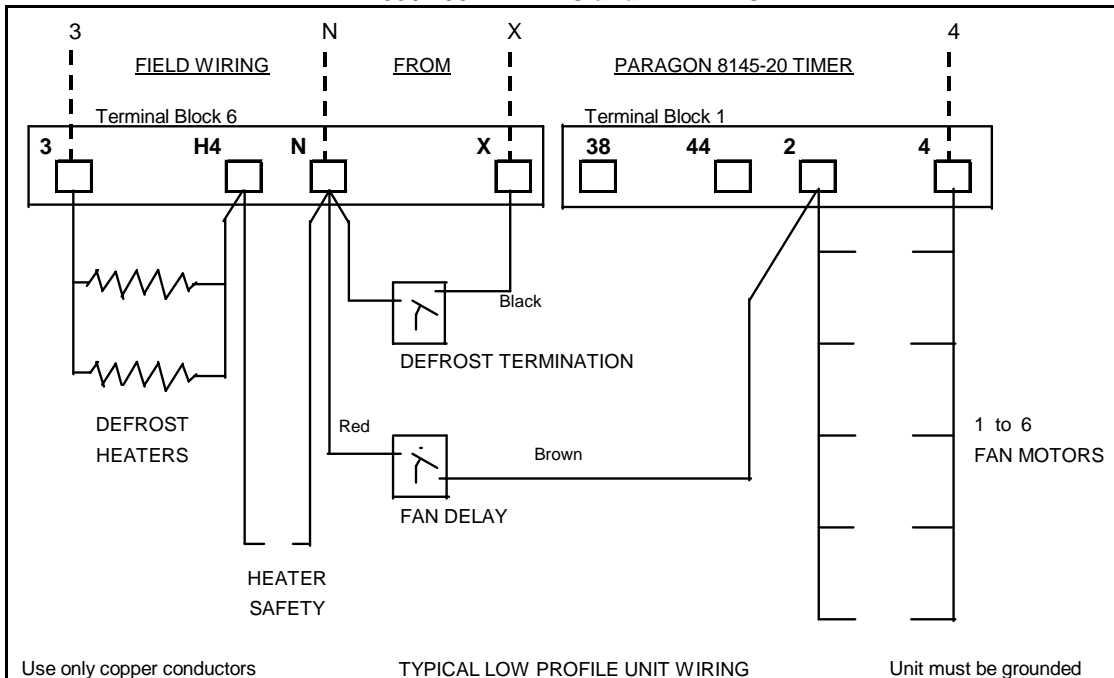 3 N X 4
FIELD WIRING FROM PARAGON 8145-20 TIMER
Terminal Block 6 Terminal Block 1
3 H4 N X 38 44 2 4
Black
DEFROST TERMINATION
DEFROST
HEATERS
Red
Brown
1 to 6
FAN MOTORS
FAN DELAY
HEATER
SAFETY
Use only copper conductors TYPICAL LOW PROFILE UNIT WIRING Unit must be grounded